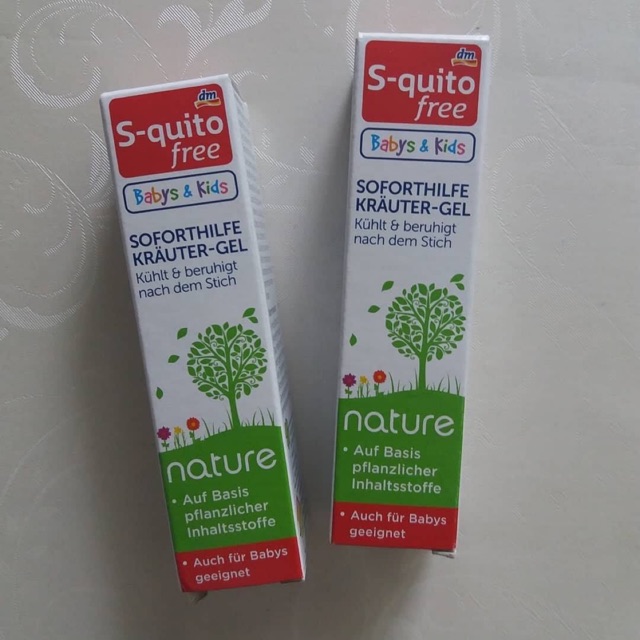 dm
S-quito
free
Babys & Kids
SOFORTHILFE
KRÄUTER-GEL
Kühlt & beruhigt
nach dem Stich
nature
• Auf Basis
pflanzlicher
Inhaltsstoffe
• Auch für Babys
geeignet
dm
S-quito
free
Babys & Kids
SOFORTHILFE
KRÄUTER-GEL
Kühlt & beruhigt
nach dem Stich
nature
• Auf Basis
pflanzlicher
Inhaltsstoffe
• Auch für Babys
geeignet